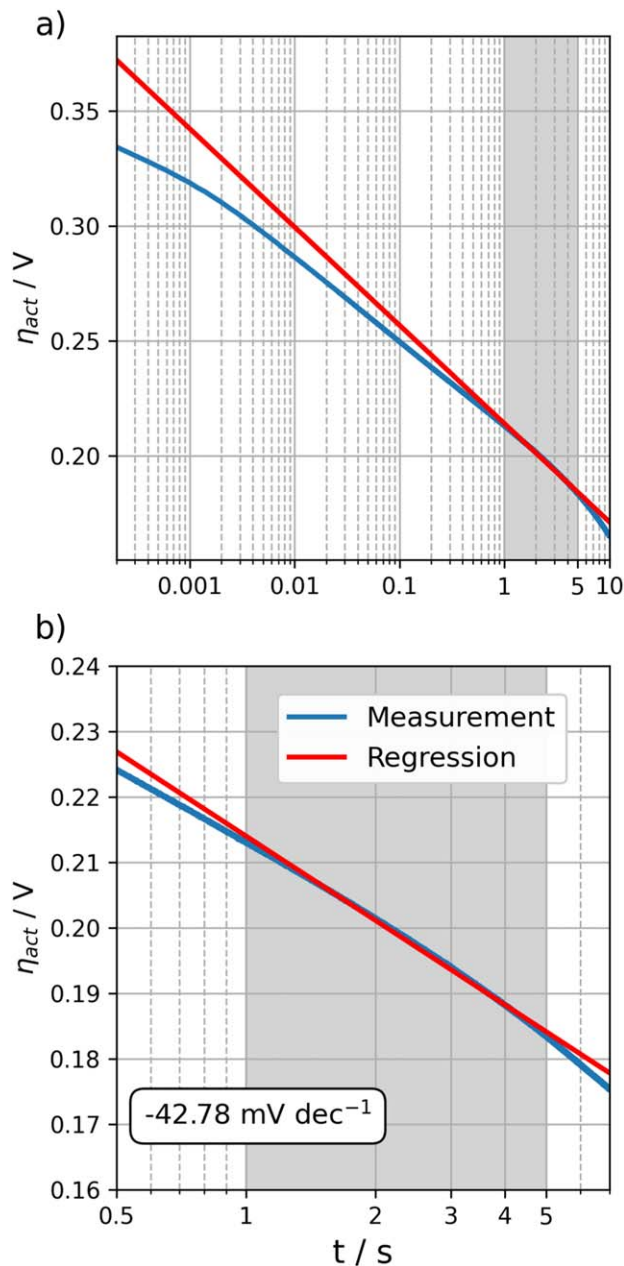 a)
0.35
0.30
0.25
0.20
η_act / V
0.001 0.01 0.1 1 5 10
b)
0.24
0.23
0.22
0.21
0.20
0.19
0.18
0.17
0.16
η_act / V
Measurement
Regression
-42.78 mV dec⁻¹
0.5 1 2 3 4 5
t / s